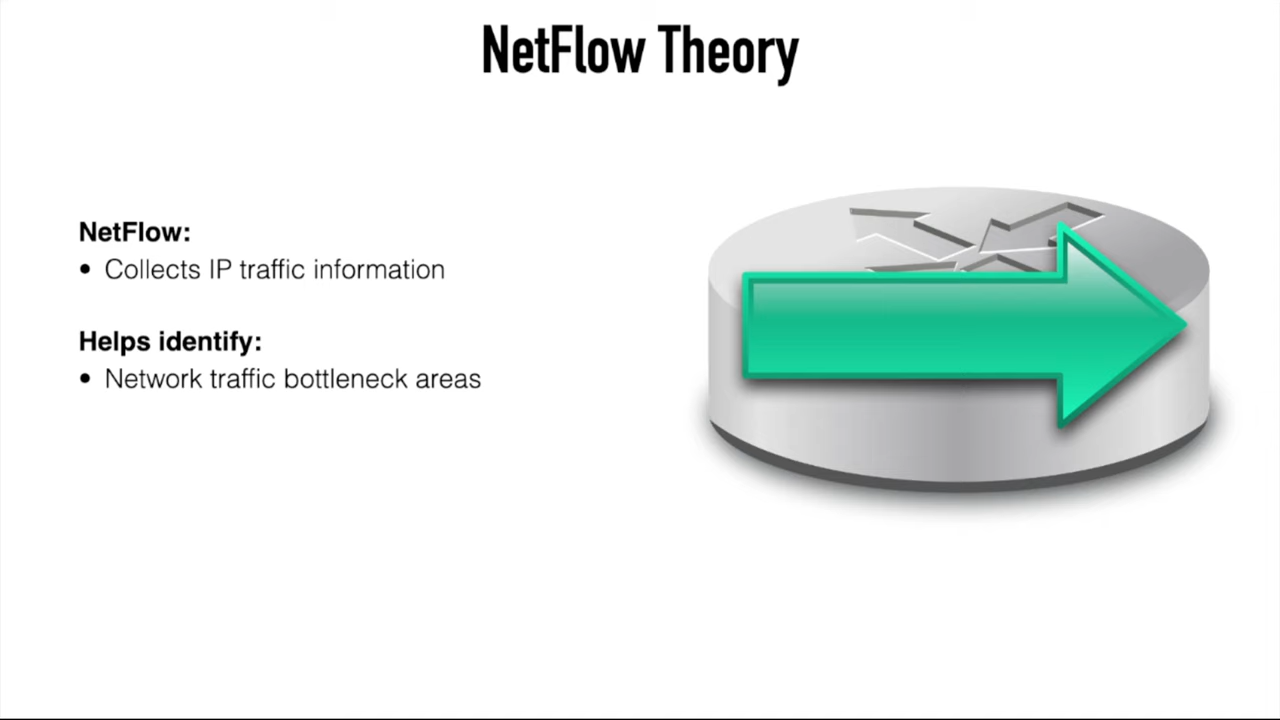 NetFlow Theory
NetFlow:
• Collects IP traffic information
Helps identify:
• Network traffic bottleneck areas